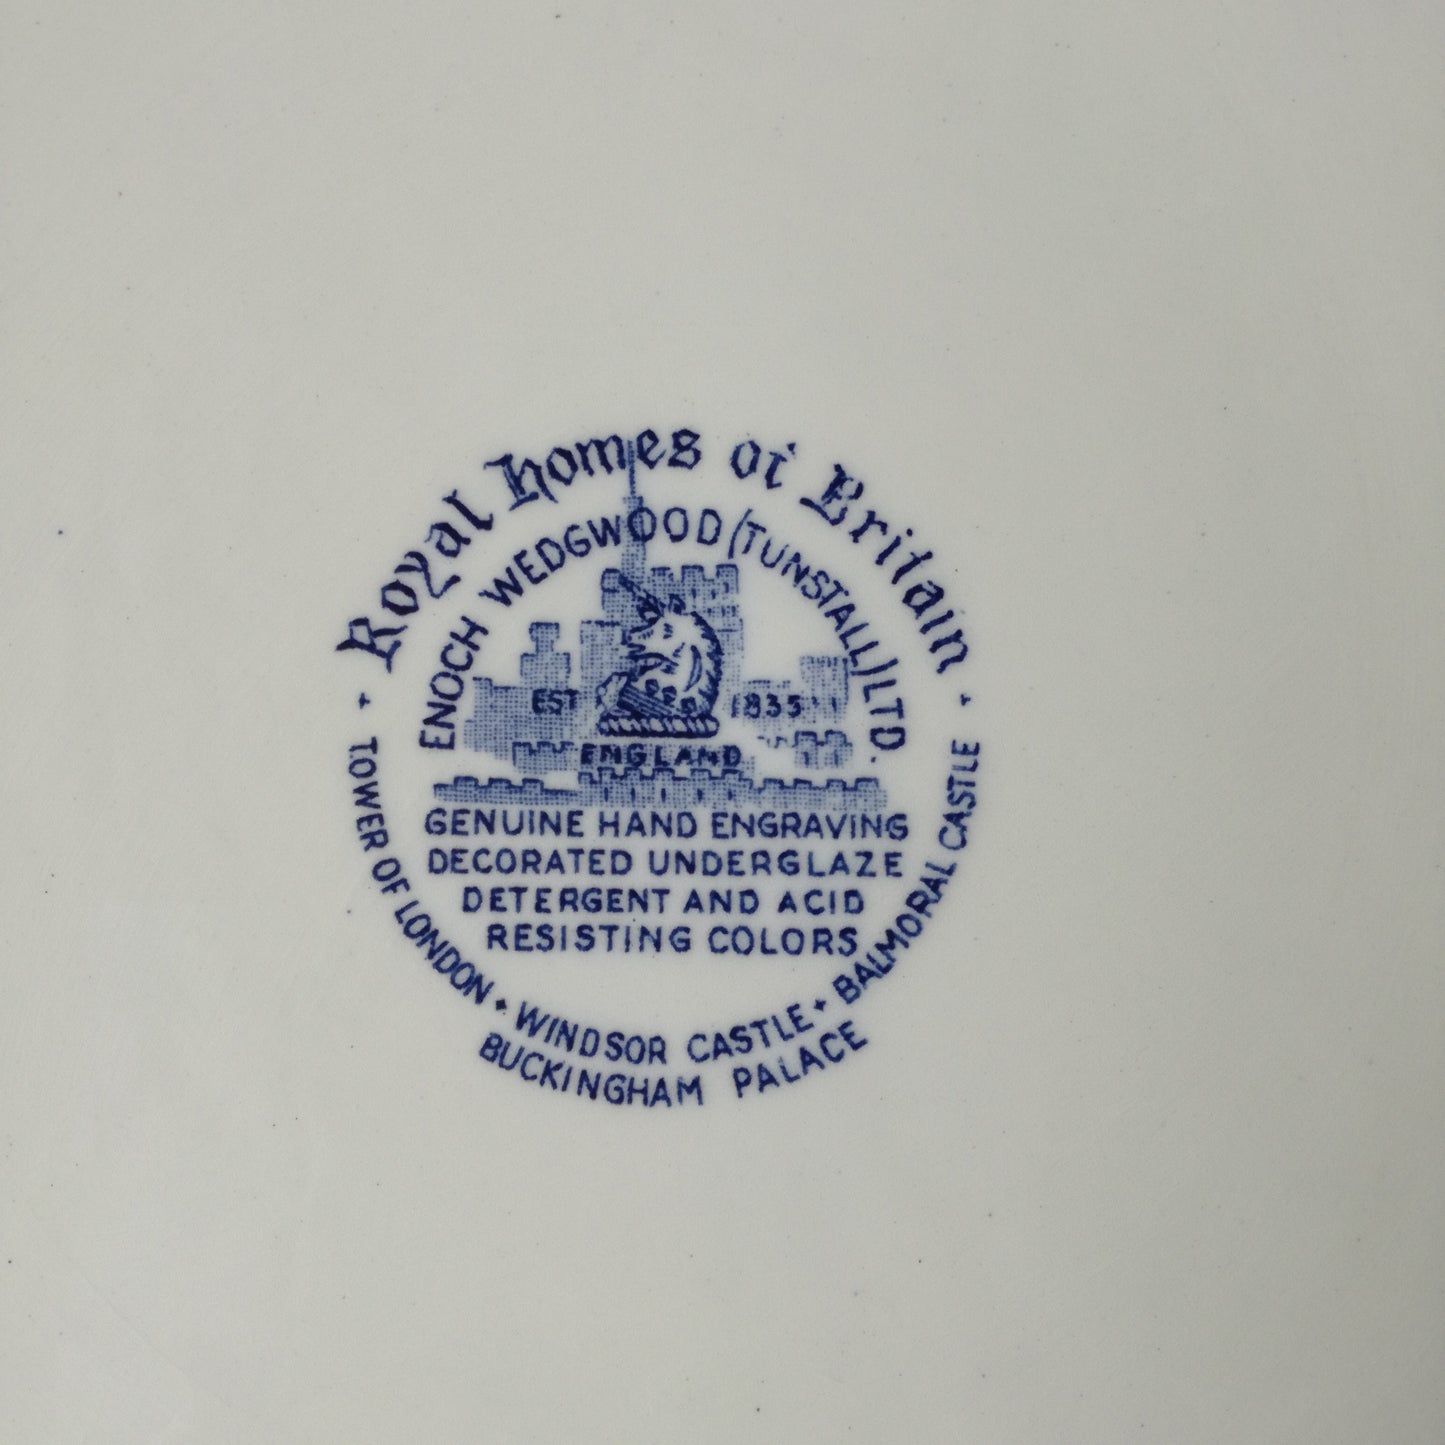 Royal Homes of Britain
ENOCH WEDGWOOD (TUNSTALL) LTD.
EST 1835
ENGLAND
GENUINE HAND ENGRAVING
DECORATED UNDERGLAZE
DETERGENT AND ACID
RESISTING COLORS
TOWER OF LONDON • WINDSOR CASTLE • BALMORAL CASTLE
BUCKINGHAM PALACE